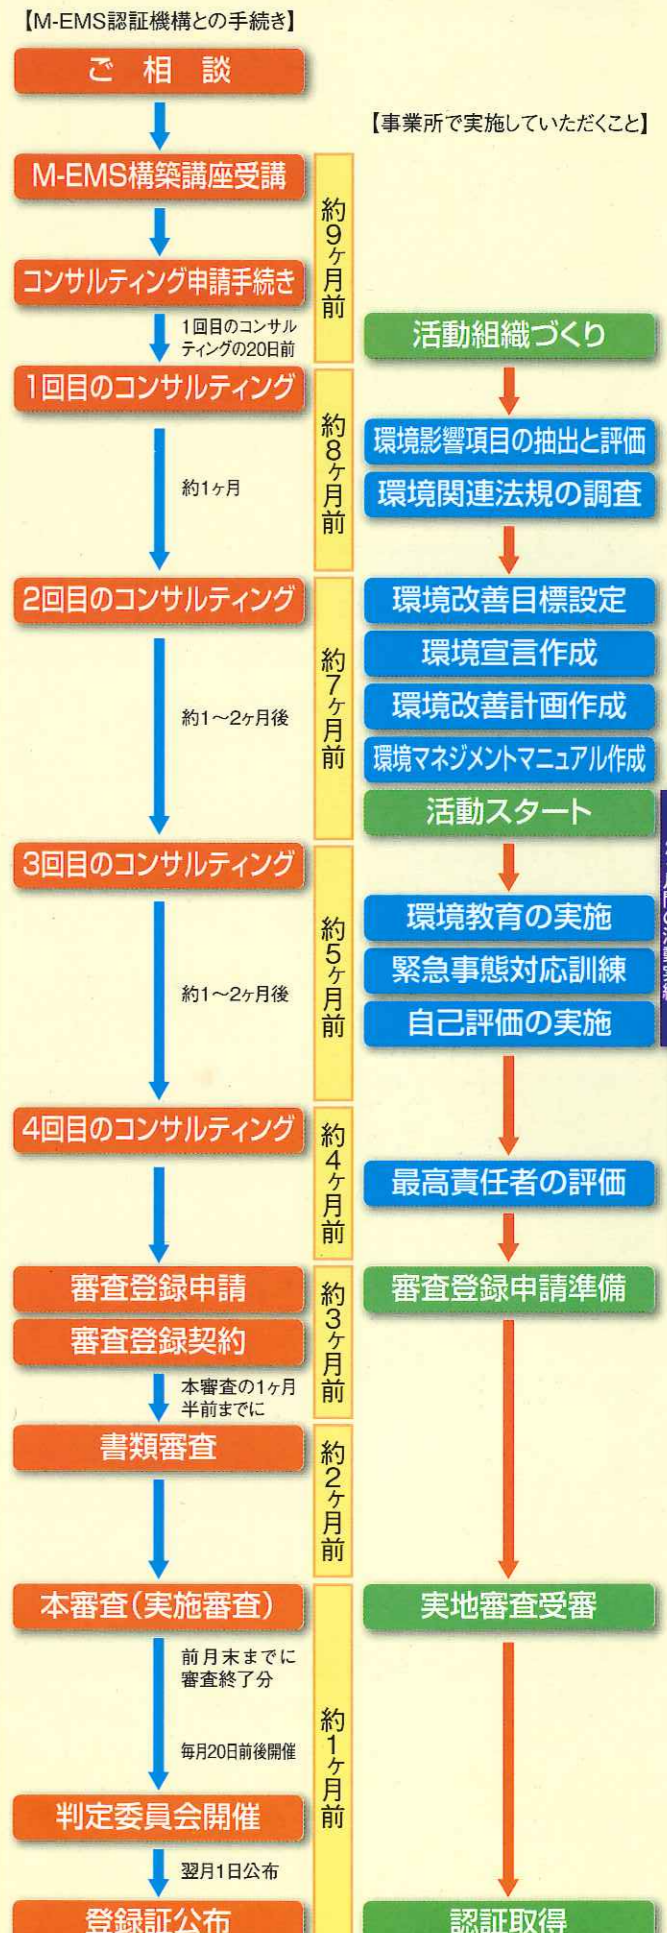 【M-EMS認証機構との手続き】
ご相談
M-EMS構築講座受講
コンサルティング申請手続き
1回目のコンサル
ティングの20日前
1回目のコンサルティング
約1ヶ月
2回目のコンサルティング
約1～2ヶ月後
3回目のコンサルティング
約1～2ヶ月後
4回目のコンサルティング
審査登録申請
審査登録契約
本審査の1ヶ月
半前までに
書類審査
本審査(実施審査)
前月末までに
審査終了分
毎月20日前後開催
判定委員会開催
翌月1日公布
登録証公布
約9ヶ月前
約8ヶ月前
約7ヶ月前
約5ヶ月前
約4ヶ月前
約3ヶ月前
約2ヶ月前
約1ヶ月前
【事業所で実施していただくこと】
活動組織づくり
環境影響項目の抽出と評価
環境関連法規の調査
環境改善目標設定
環境宣言作成
環境改善計画作成
環境マネジメントマニュアル作成
活動スタート
環境教育の実施
緊急事態対応訓練
自己評価の実施
最高責任者の評価
審査登録申請準備
実地審査受審
認証取得